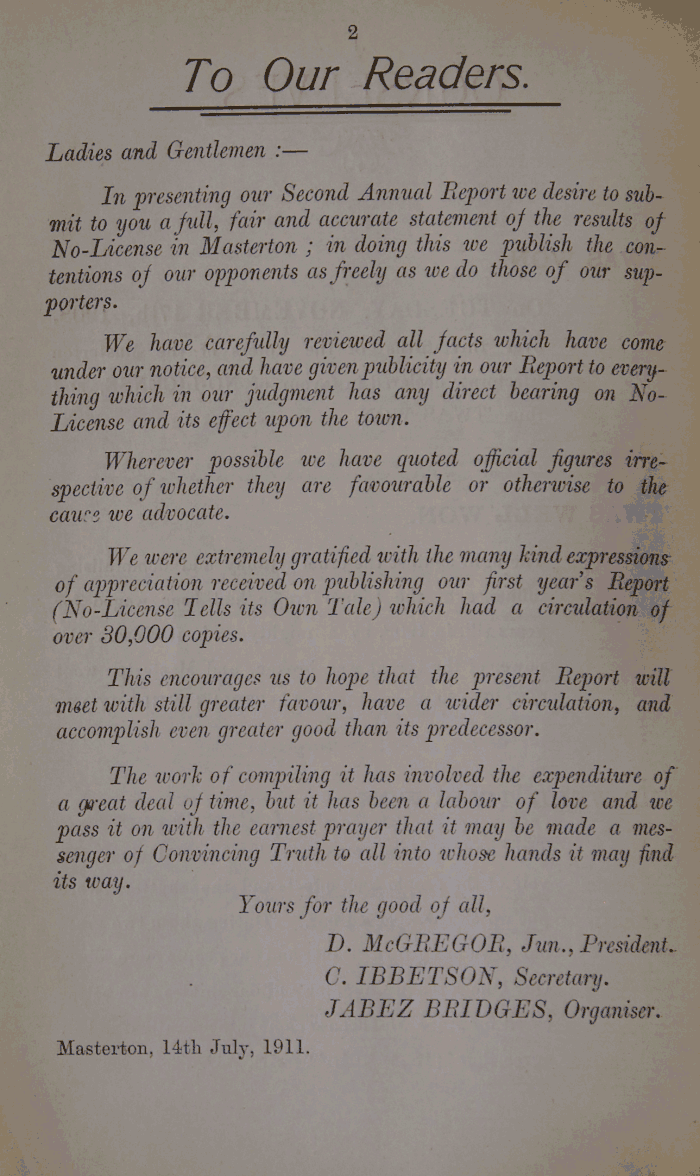 2
To Our Readers.
Ladies and Gentlemen :—
In presenting our Second Annual Report we desire to sub-
mit to you a full, fair and accurate statement of the results of
No-License in Masterton ; in doing this we publish the con-
tentions of our opponents as freely as we do those of our sup-
porters.
We have carefully reviewed all facts which have come
under our notice, and have given publicity in our Report to every-
thing which in our judgment has any direct bearing on No-
License and its effect upon the town.
Wherever possible we have quoted official figures irre-
spective of whether they are favourable or otherwise to the
cause we advocate.
We were extremely gratified with the many kind expressions
of appreciation received on publishing our first year's Report
(No-License Tells its Own Tale) which had a circulation of
over 30,000 copies.
This encourages us to hope that the present Report will
meet with still greater favour, have a wider circulation, and
accomplish even greater good than its predecessor.
The work of compiling it has involved the expenditure of
a great deal of time, but it has been a labour of love and we
pass it on with the earnest prayer that it may be made a mes-
senger of Convincing Truth to all into whose hands it may find
its way.
Yours for the good of all,
D. McGREGOR, Jun., President.
C. IBBETSON, Secretary.
JABEZ BRIDGES, Organiser.
Masterton, 14th July, 1911.